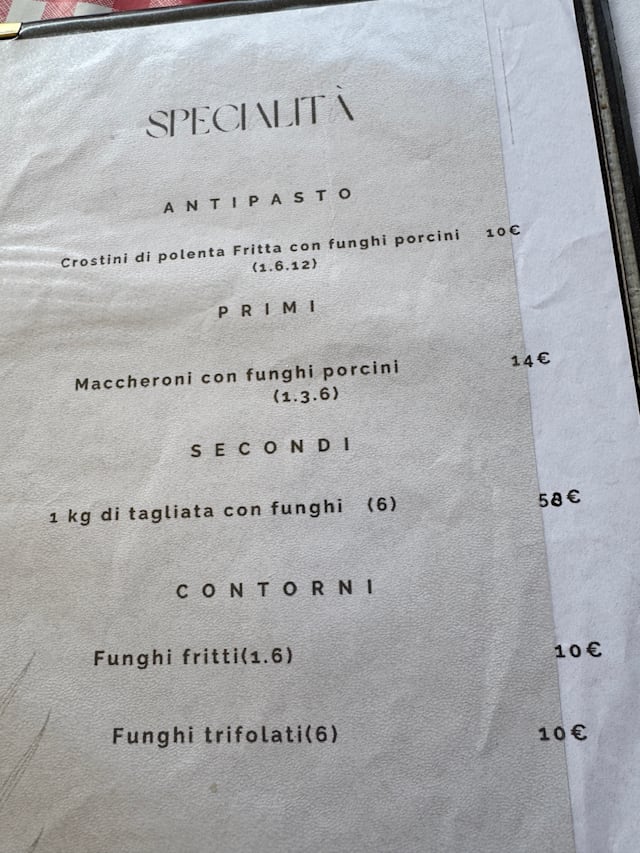 SPECIALITÀ
ANTIPASTO
Crostini di polenta Fritta con funghi porcini 10€
(1.6.12)
PRIMI
Maccheroni con funghi porcini 14€
(1.3.6)
SECONDI
1 kg di tagliata con funghi (6) 58€
CONTORNI
Funghi fritti(1.6) 10€
Funghi trifolati(6) 10€